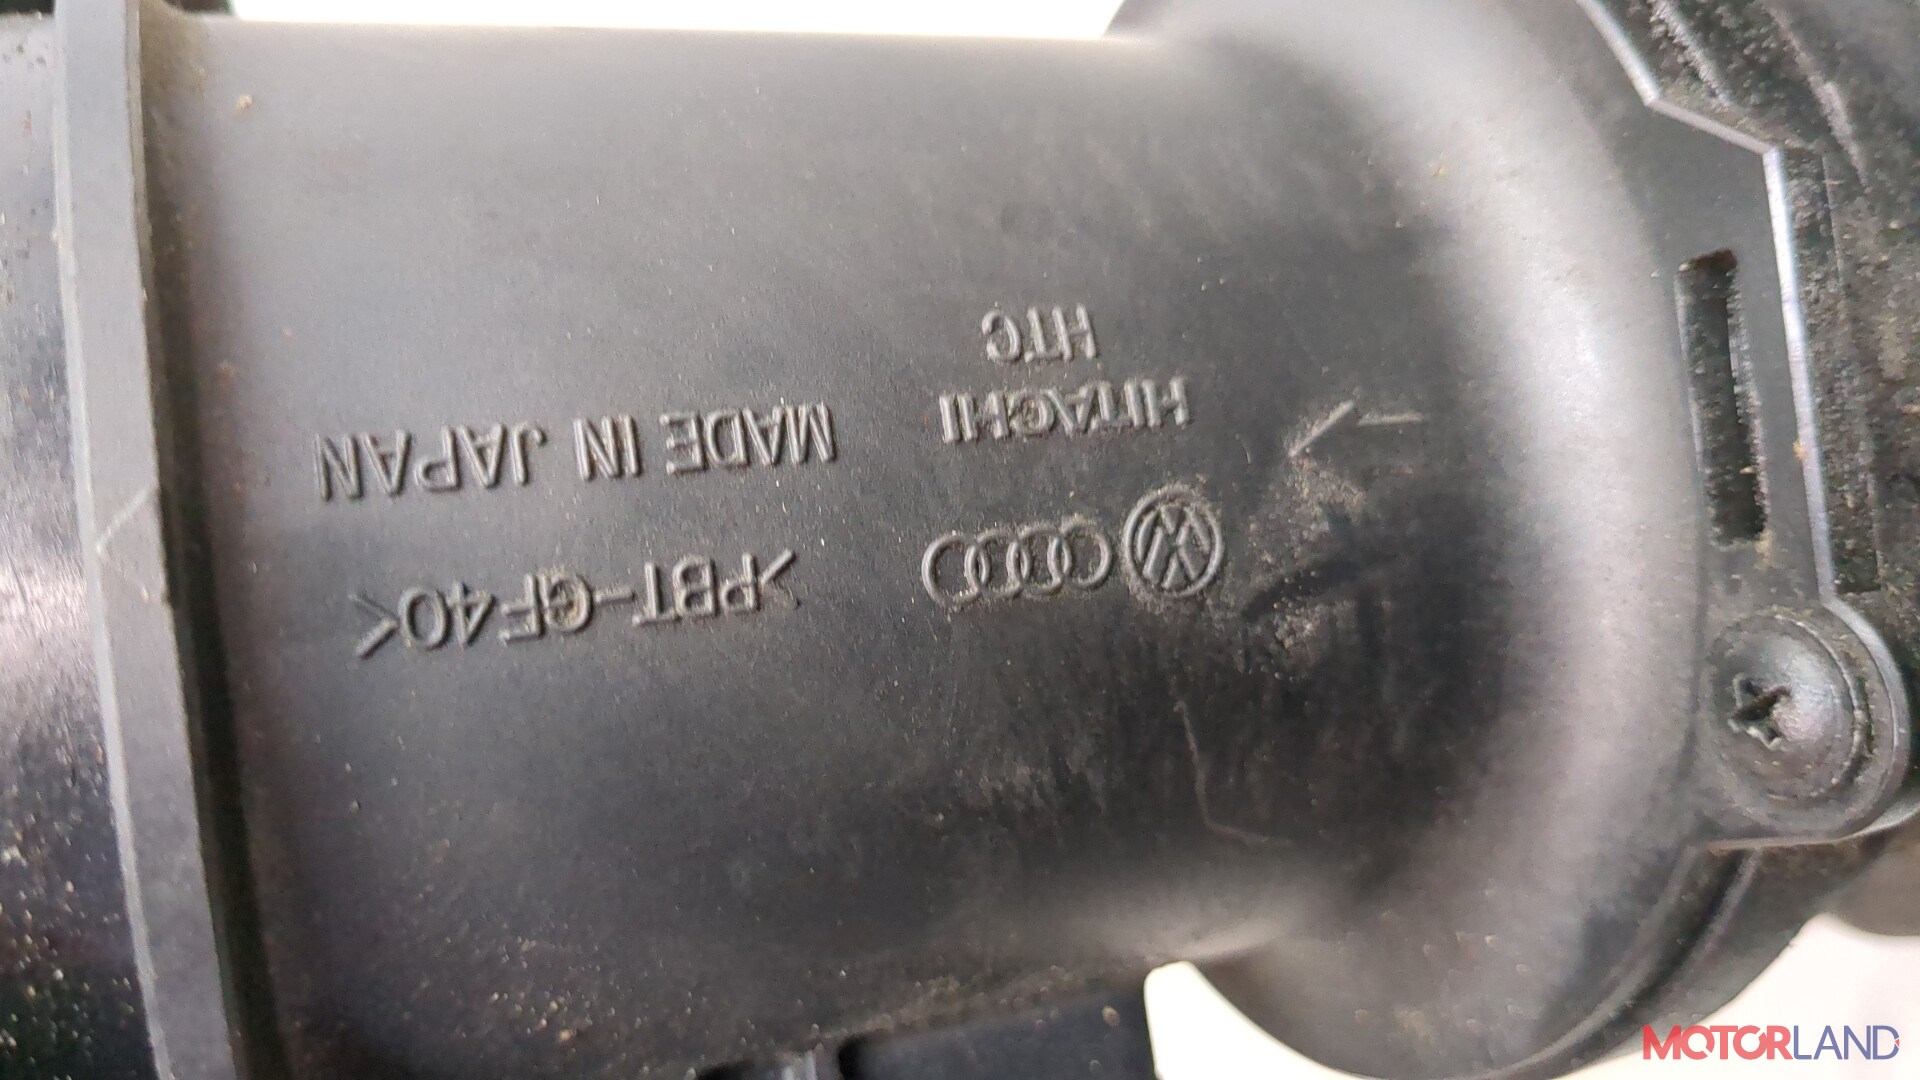 >PBT-GF40<
HITACHI MADE IN JAPAN
HTC
MOTORLAND